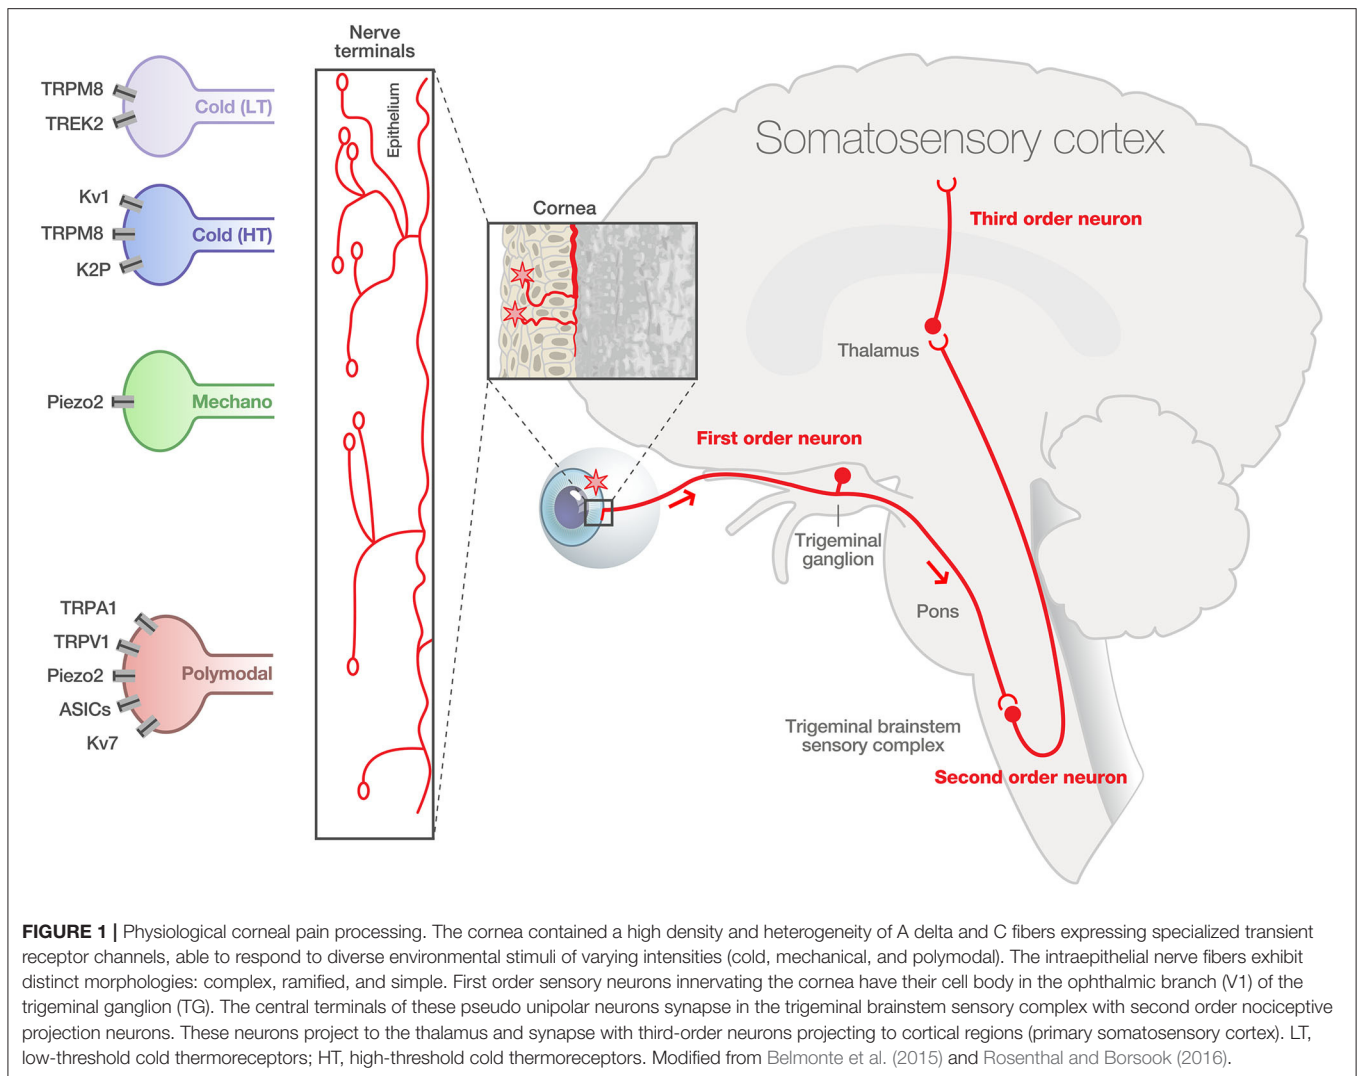 Nerve
terminals
TRPM8
TREK2
Cold (LT)
Kv1
TRPM8
K2P
Cold (HT)
Piezo2
Mechano
TRPA1
TRPV1
Piezo2
ASICs
Kv7
Polymodal
Epithelium
Cornea
Somatosensory cortex
Third order neuron
Thalamus
First order neuron
Trigeminal
ganglion
Pons
Trigeminal brainstem
sensory complex
Second order neuron
FIGURE 1 | Physiological corneal pain processing. The cornea contained a high density and heterogeneity of A delta and C fibers expressing specialized transient
receptor channels, able to respond to diverse environmental stimuli of varying intensities (cold, mechanical, and polymodal). The intraepithelial nerve fibers exhibit
distinct morphologies: complex, ramified, and simple. First order sensory neurons innervating the cornea have their cell body in the ophthalmic branch (V1) of the
trigeminal ganglion (TG). The central terminals of these pseudo unipolar neurons synapse in the trigeminal brainstem sensory complex with second order nociceptive
projection neurons. These neurons project to the thalamus and synapse with third-order neurons projecting to cortical regions (primary somatosensory cortex). LT,
low-threshold cold thermoreceptors; HT, high-threshold cold thermoreceptors. Modified from Belmonte et al. (2015) and Rosenthal and Borsook (2016).